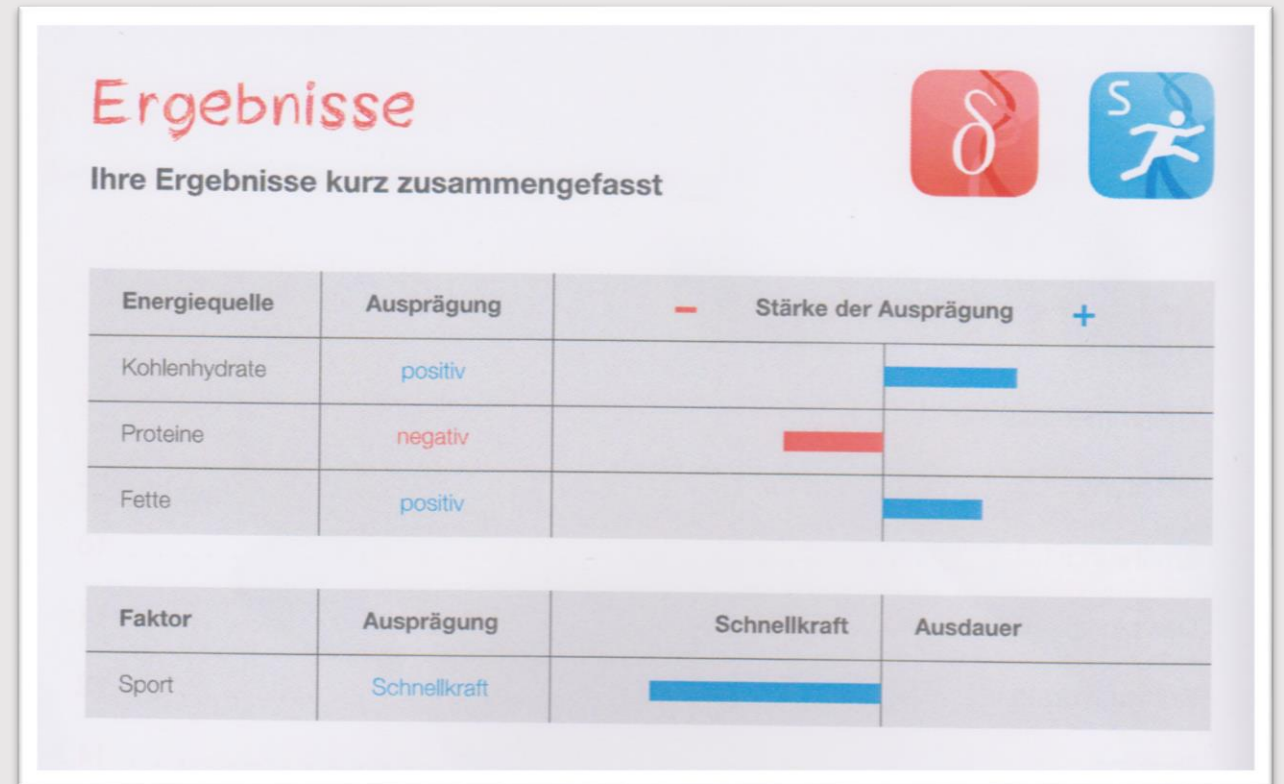 Ergebnisse
Ihre Ergebnisse kurz zusammengefasst
δ
S
Energiequelle Ausprägung − Stärke der Ausprägung +
Kohlenhydrate positiv
Proteine negativ
Fette positiv
Faktor Ausprägung Schnellkraft Ausdauer
Sport Schnellkraft